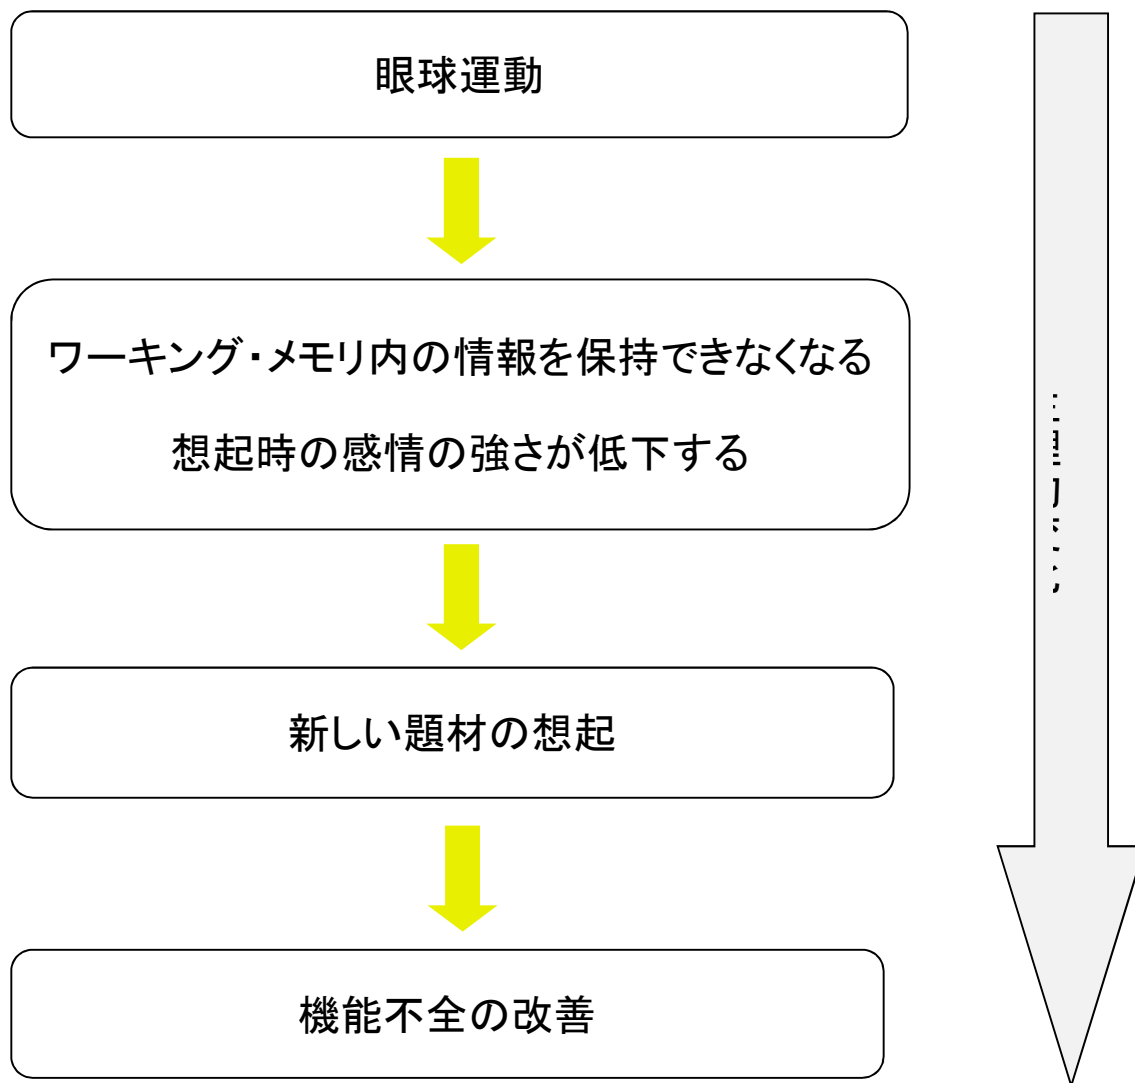 眼球運動
ワーキング・メモリ内の情報を保持できなくなる
想起時の感情の強さが低下する
新しい題材の想起
機能不全の改善